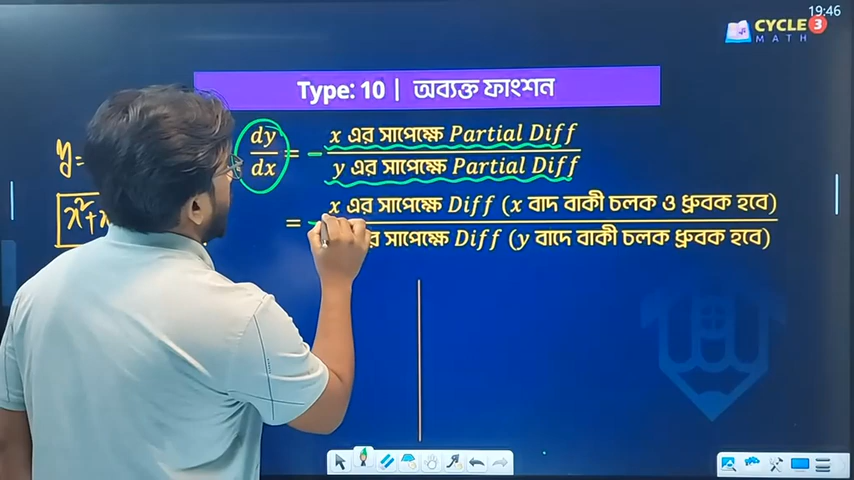 19:46
CYCLE 3
MATH
Type: 10 | অব্যক্ত ফাংশন
y=
dy/dx = - x এর সাপেক্ষে Partial Diff / y এর সাপেক্ষে Partial Diff
x²+
= - x এর সাপেক্ষে Diff (x বাদ বাকী চলক ও ধ্রুবক হবে) / সাপেক্ষে Diff (y বাদে বাকী চলক ধ্রুবক হবে)